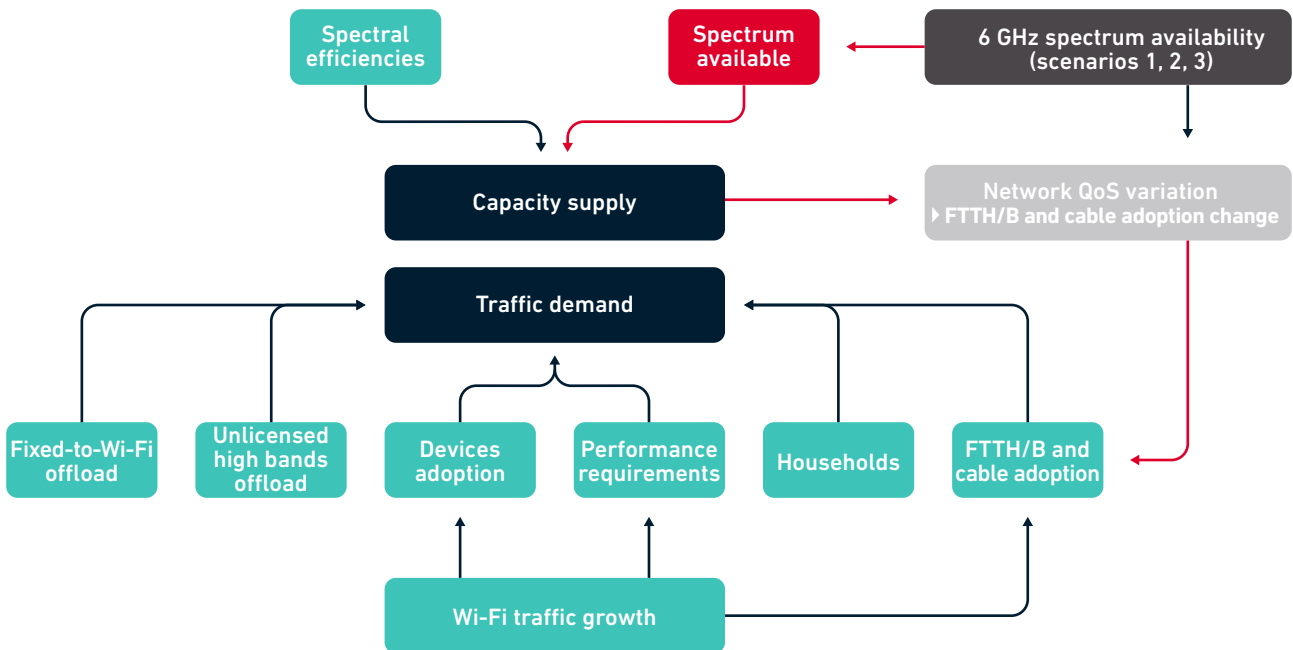 Spectral
efficiencies
Spectrum
available
6 GHz spectrum availability
(scenarios 1, 2, 3)
Capacity supply
Network QoS variation
FTTH/B and cable adoption change
Traffic demand
Fixed-to-Wi-Fi
offload
Unlicensed
high bands
offload
Devices
adoption
Performance
requirements
Households
FTTH/B and
cable adoption
Wi-Fi traffic growth